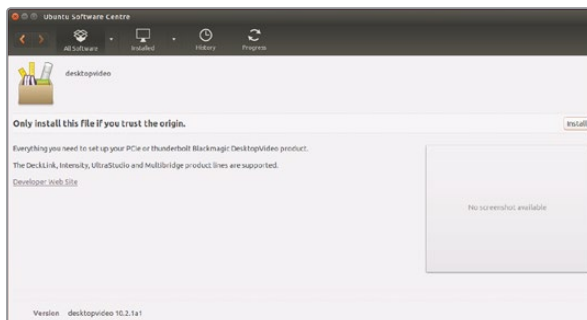 Ubuntu Software Centre
All Software
Installed
History
Progress
desktopvideo
Only install this file if you trust the origin.
Install
Everything you need to set up your PCIe or thunderbolt Blackmagic DesktopVideo product.
The DeckLink, Intensity, UltraStudio and Multibridge product lines are supported.
Developer Web Site
No screenshot available
Version desktopvideo 10.2.1a1